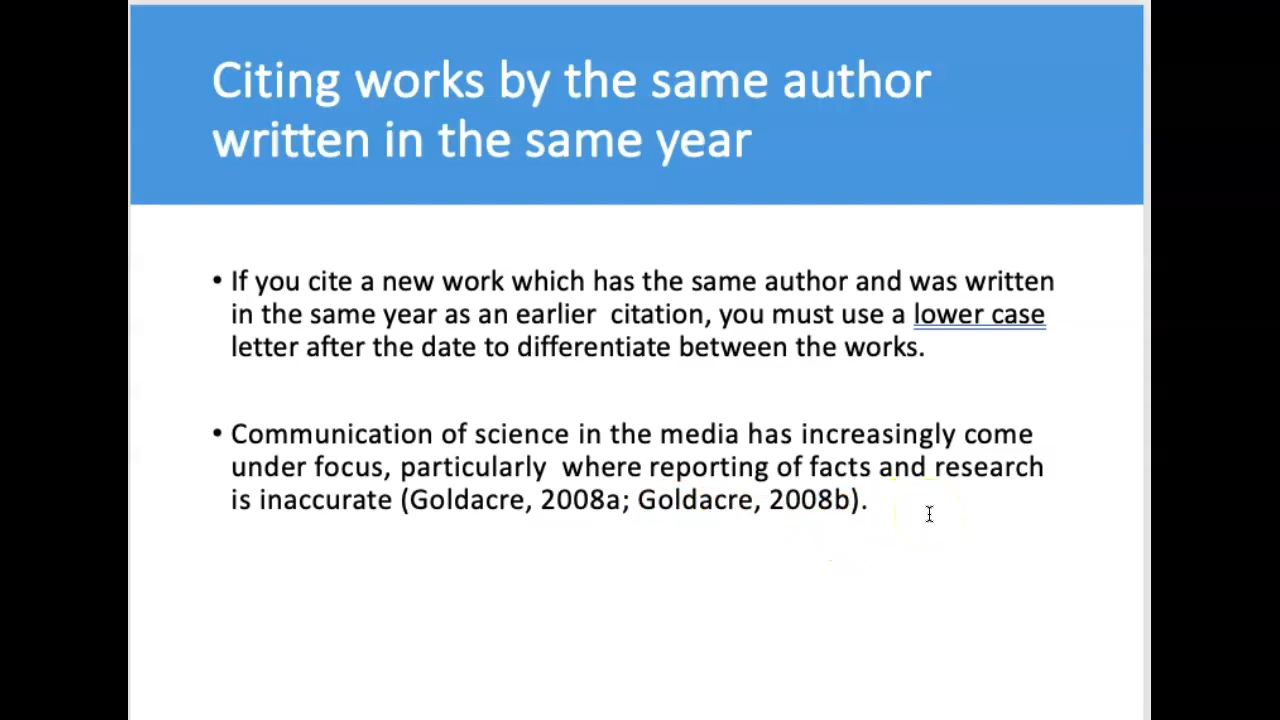 Citing works by the same author
written in the same year
• If you cite a new work which has the same author and was written
in the same year as an earlier  citation, you must use a lower case
letter after the date to differentiate between the works.
• Communication of science in the media has increasingly come
under focus, particularly  where reporting of facts and research
is inaccurate (Goldacre, 2008a; Goldacre, 2008b).